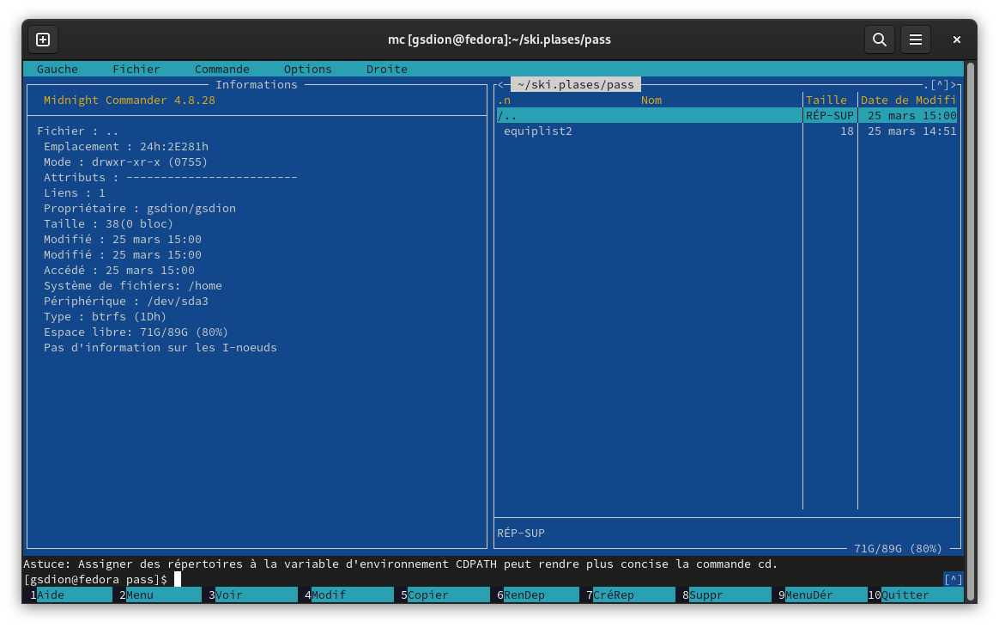 mc [gsdion@fedora]:~/ski.plases/pass
Gauche Fichier Commande Options Droite
Informations
Midnight Commander 4.8.28
Fichier : ..
Emplacement : 24h:2E281h
Mode : drwxr-xr-x (0755)
Attributs : -------------------------
Liens : 1
Propriétaire : gsdion/gsdion
Taille : 38(0 bloc)
Modifié : 25 mars 15:00
Modifié : 25 mars 15:00
Accédé : 25 mars 15:00
Système de fichiers: /home
Périphérique : /dev/sda3
Type : btrfs (1Dh)
Espace libre: 71G/89G (80%)
Pas d'information sur les I-noeuds
<─ ~/ski.plases/pass .[^]>
.n Nom Taille Date de Modifi
/.. RÉP-SUP 25 mars 15:00
equiplist2 18 25 mars 14:51
RÉP-SUP
71G/89G (80%)
Astuce: Assigner des répertoires à la variable d'environnement CDPATH peut rendre plus concise la commande cd.
[gsdion@fedora pass]$ [^]
1Aide 2Menu 3Voir 4Modif 5Copier 6RenDep 7CréRep 8Suppr 9MenuDér 10Quitter